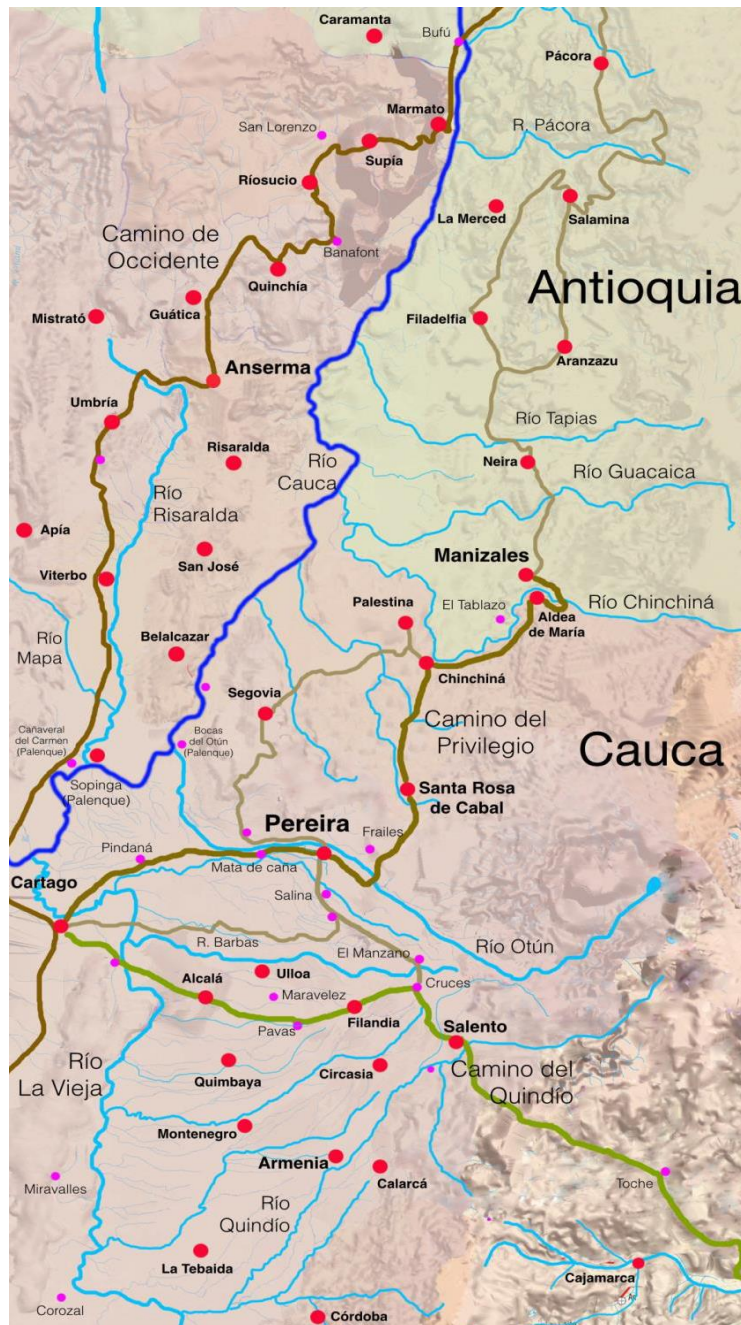 Caramanta
Bufú
Pácora
Marmato
San Lorenzo
Supía
R. Pácora
Ríosucio
La Merced
Salamina
Camino de
Occidente
Banafont
Quinchía
Antioquia
Guática
Mistrató
Filadelfia
Aranzazu
Anserma
Umbría
Río Tapias
Risaralda
Río
Cauca
Neira
Río Guacaica
Río
Risaralda
Apía
San José
Manizales
Viterbo
Palestina
El Tablazo
Aldea
de María
Río Chinchiná
Río
Mapa
Belalcazar
Chinchiná
Segovia
Camino del
Privilegio
Cauca
Cañaveral
del Carmen
(Palenque)
Bocas
del Otún
(Palenque)
Sopinga
(Palenque)
Santa Rosa
de Cabal
Pereira
Frailes
Pindaná
Mata de caña
Cartago
Salina
R. Barbas
El Manzano
Río Otún
Ulloa
Alcalá
Maravelez
Cruces
Pavas
Filandia
Salento
Río
La Vieja
Quimbaya
Circasia
Camino del
Quindío
Montenegro
Armenia
Calarcá
Toche
Miravalles
Río
Quindío
La Tebaida
Cajamarca
Corozal
Córdoba